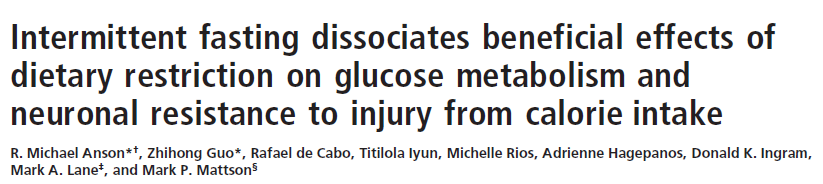 Intermittent fasting dissociates beneficial effects of
dietary restriction on glucose metabolism and
neuronal resistance to injury from calorie intake
R. Michael Anson*†, Zhihong Guo*, Rafael de Cabo, Titilola Iyun, Michelle Rios, Adrienne Hagepanos, Donald K. Ingram,
Mark A. Lane‡, and Mark P. Mattson§